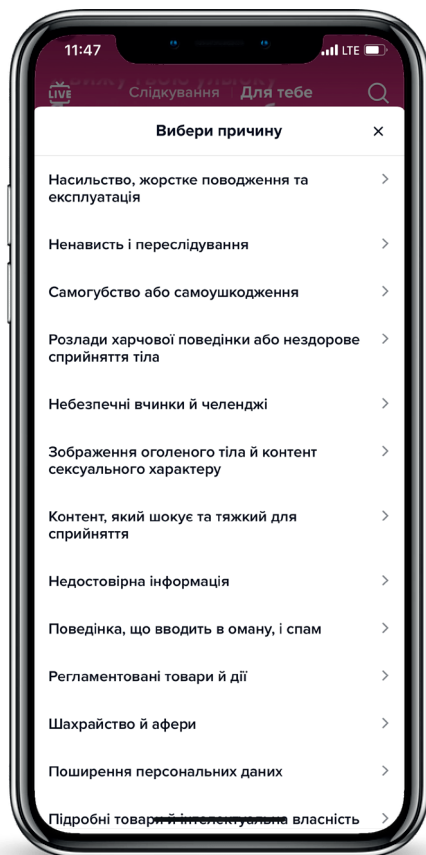 11:47
LTE
LIVE
Слідкування Для тебе
Вибери причину
Насильство, жорстке поводження та
експлуатація
Ненависть і переслідування
Самогубство або самоушкодження
Розлади харчової поведінки або нездорове
сприйняття тіла
Небезпечні вчинки й челенджі
Зображення оголеного тіла й контент
сексуального характеру
Контент, який шокує та тяжкий для
сприйняття
Недостовірна інформація
Поведінка, що вводить в оману, і спам
Регламентовані товари й дії
Шахрайство й афери
Поширення персональних даних
Підробні товари й інтелектуальна власність